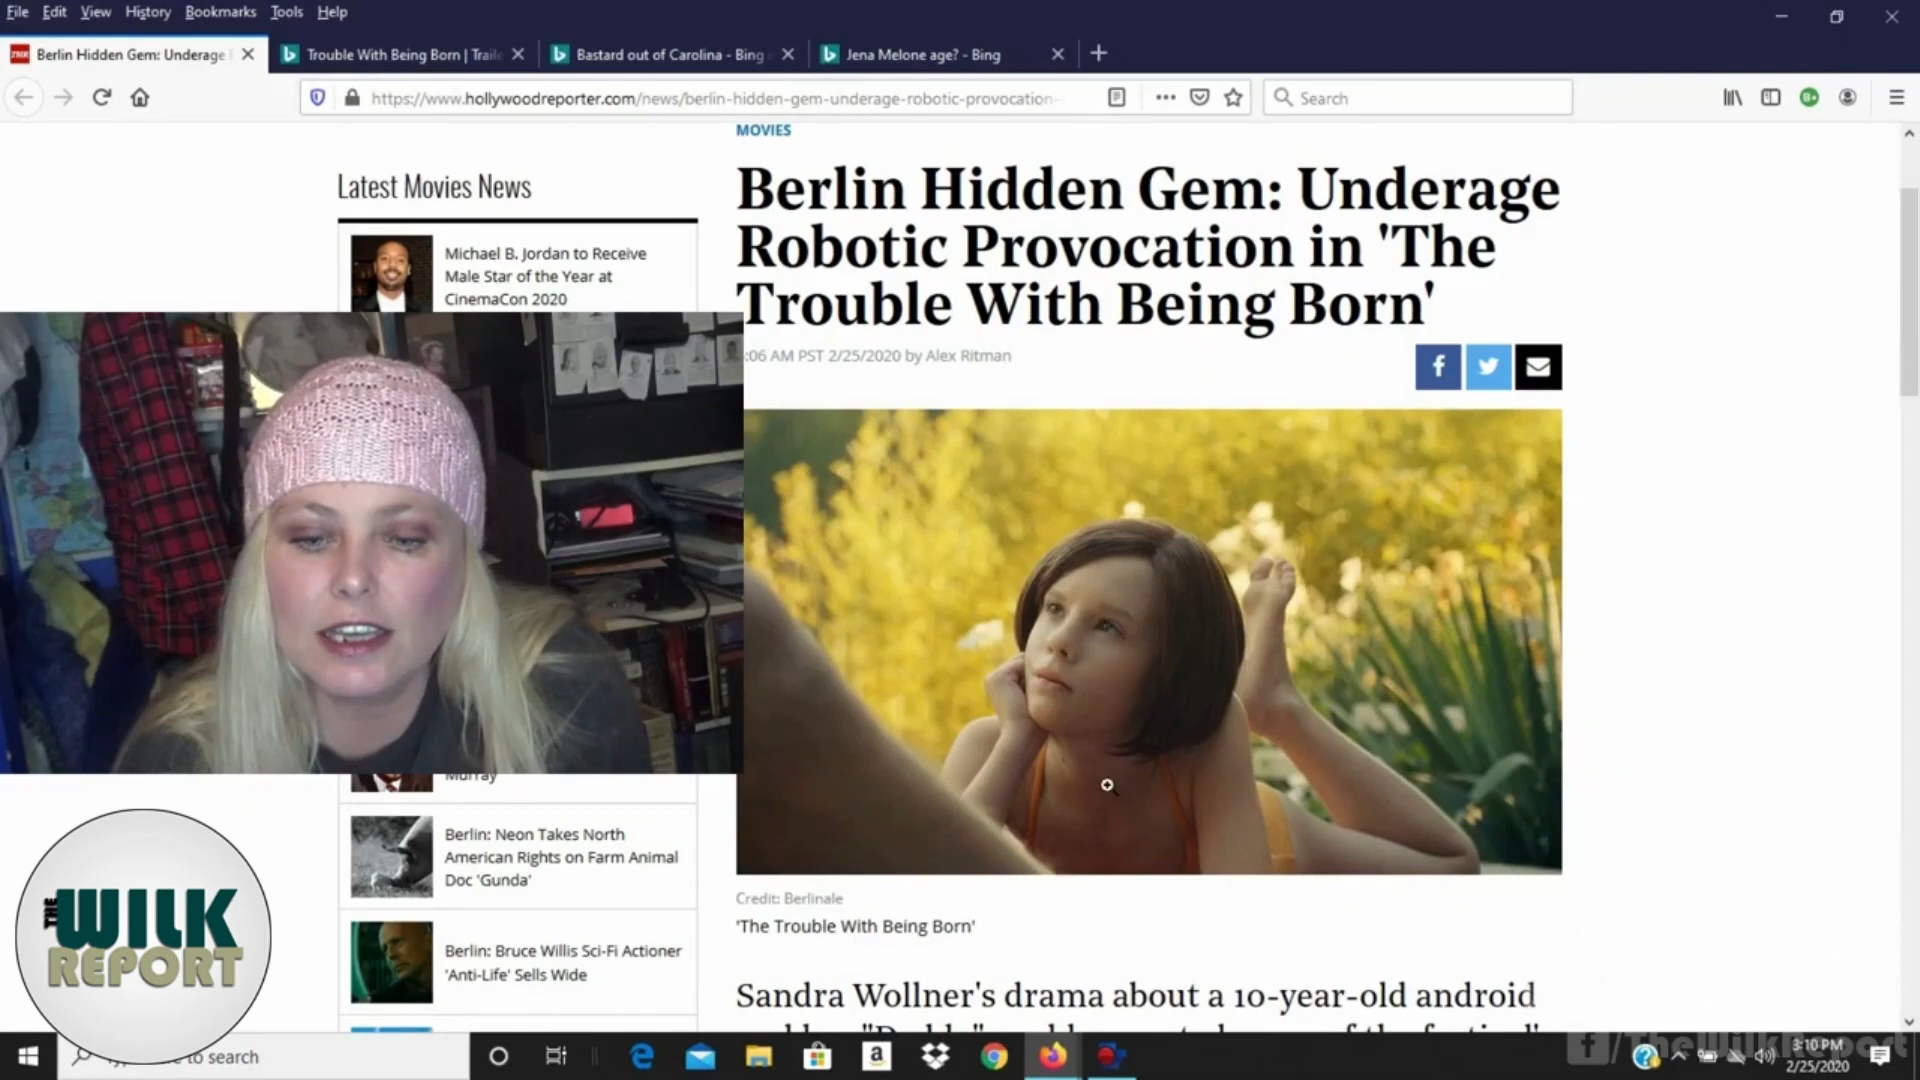 File Edit View History Bookmarks Tools Help
Berlin Hidden Gem: Underage
Trouble With Being Born | Traile
Bastard out of Carolina - Bing
Jena Melone age? - Bing
https://www.hollywoodreporter.com/news/berlin-hidden-gem-underage-robotic-provocation-
Search
MOVIES
Latest Movies News
Michael B. Jordan to Receive
Male Star of the Year at
CinemaCon 2020
Berlin Hidden Gem: Underage
Robotic Provocation in 'The
Trouble With Being Born'
:06 AM PST 2/25/2020 by Alex Ritman
Murray
Berlin: Neon Takes North
American Rights on Farm Animal
Doc 'Gunda'
Berlin: Bruce Willis Sci-Fi Actioner
'Anti-Life' Sells Wide
Credit: Berlinale
'The Trouble With Being Born'
Sandra Wollner's drama about a 10-year-old android
THE
WILK
REPORT
to search
f/TheWilkReport
3:10 PM
2/25/2020